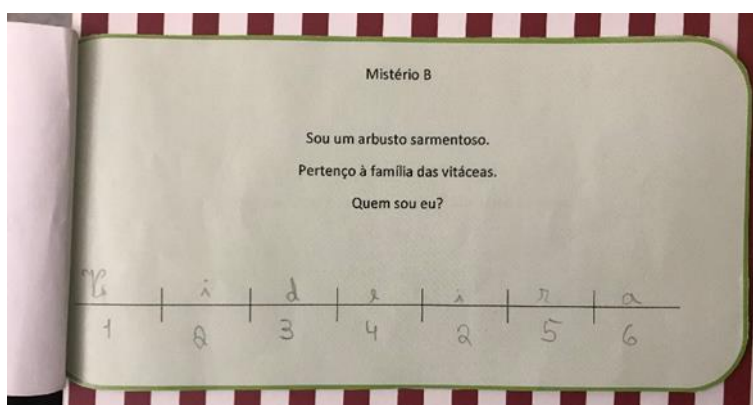 Mistério B
Sou um arbusto sarmentoso.
Pertenço à família das vitáceas.
Quem sou eu?
V i d e i r a
1 2 3 4 2 5 6